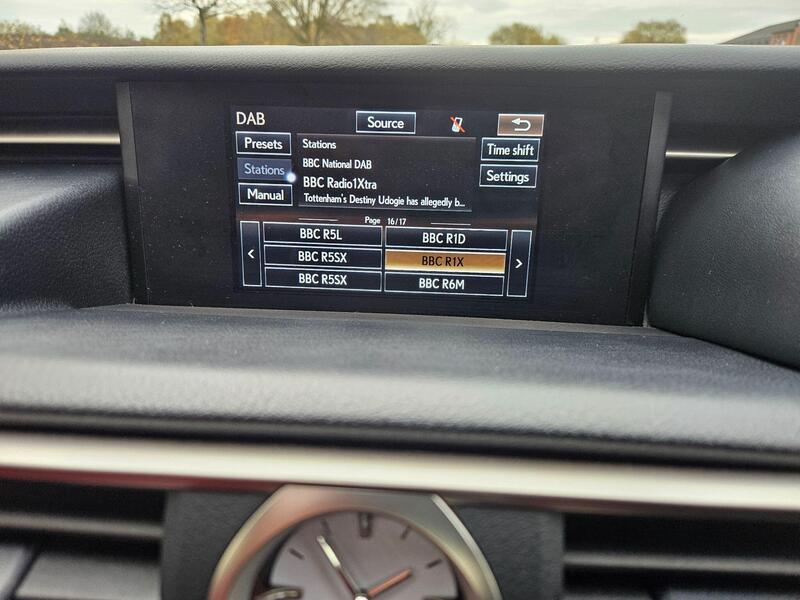 DAB
Source
Presets
Stations
Manual
Stations
BBC National DAB
BBC Radio1Xtra
Tottenham's Destiny Udogie has allegedly b...
Time shift
Settings
Page 16/17
<
BBC R5L
BBC R1D
BBC R5SX
BBC R1X
BBC R5SX
BBC R6M
>